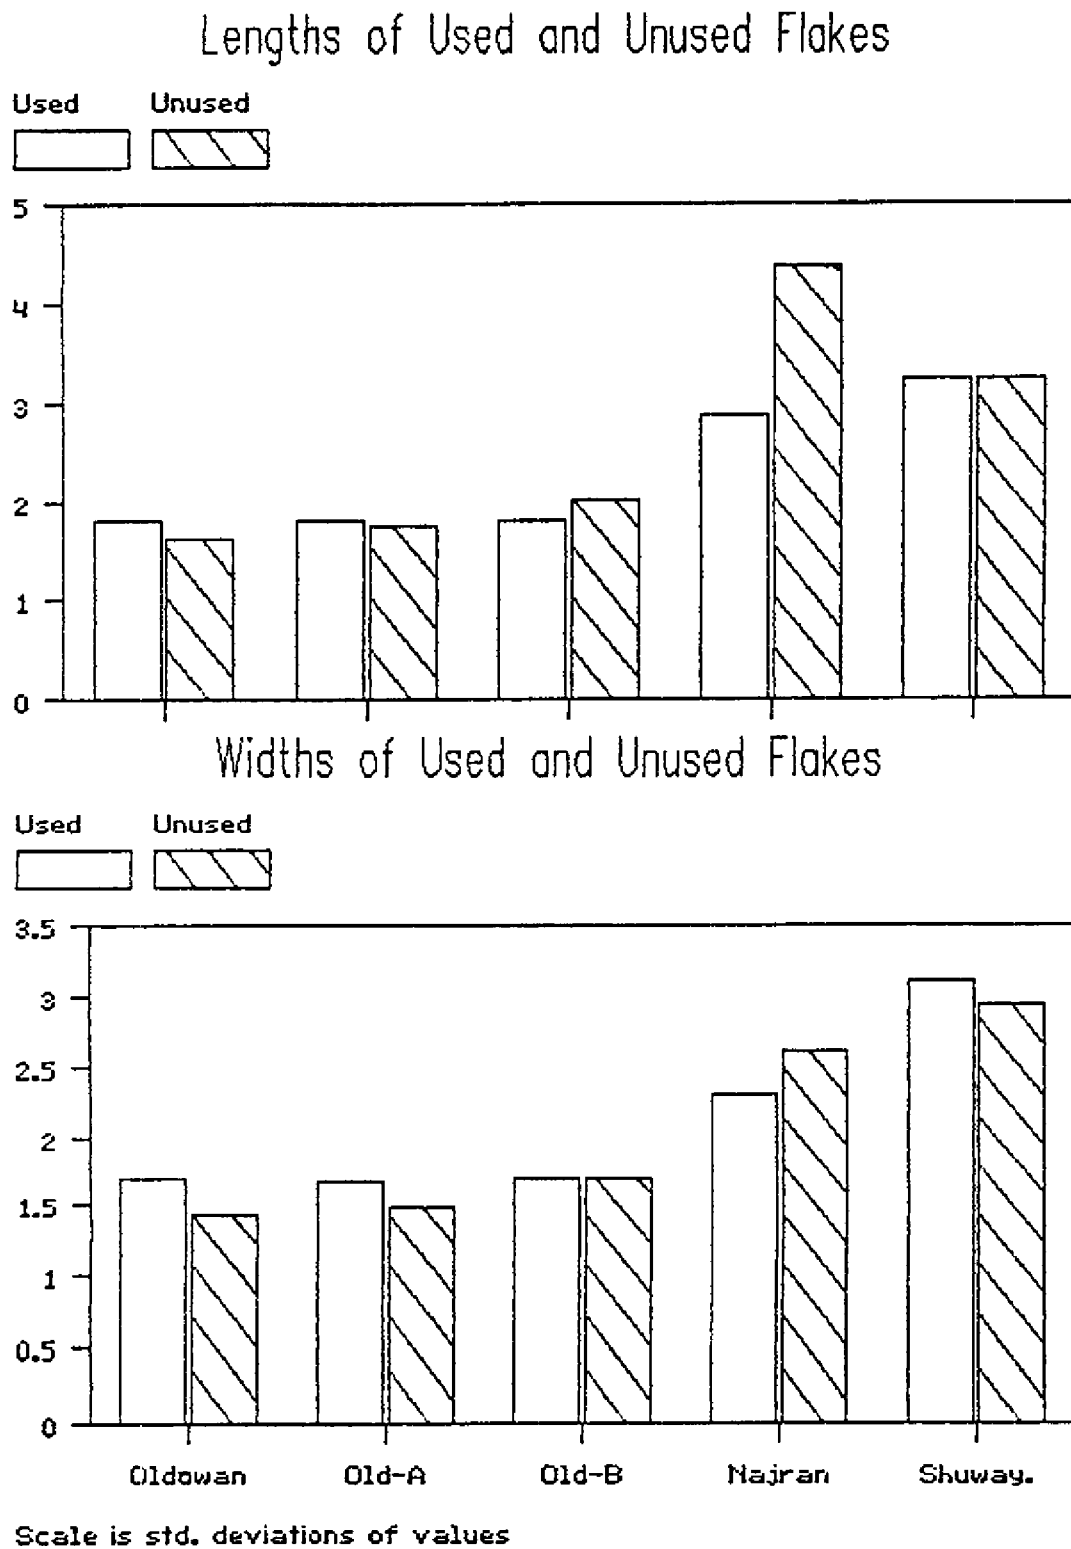 Lengths of Used and Unused Flakes
Used Unused
5
4
3
2
1
0
Widths of Used and Unused Flakes
Used Unused
3.5
3
2.5
2
1.5
1
0.5
0
Oldowan Old-A Old-B Najran Shuway.
Scale is std. deviations of values